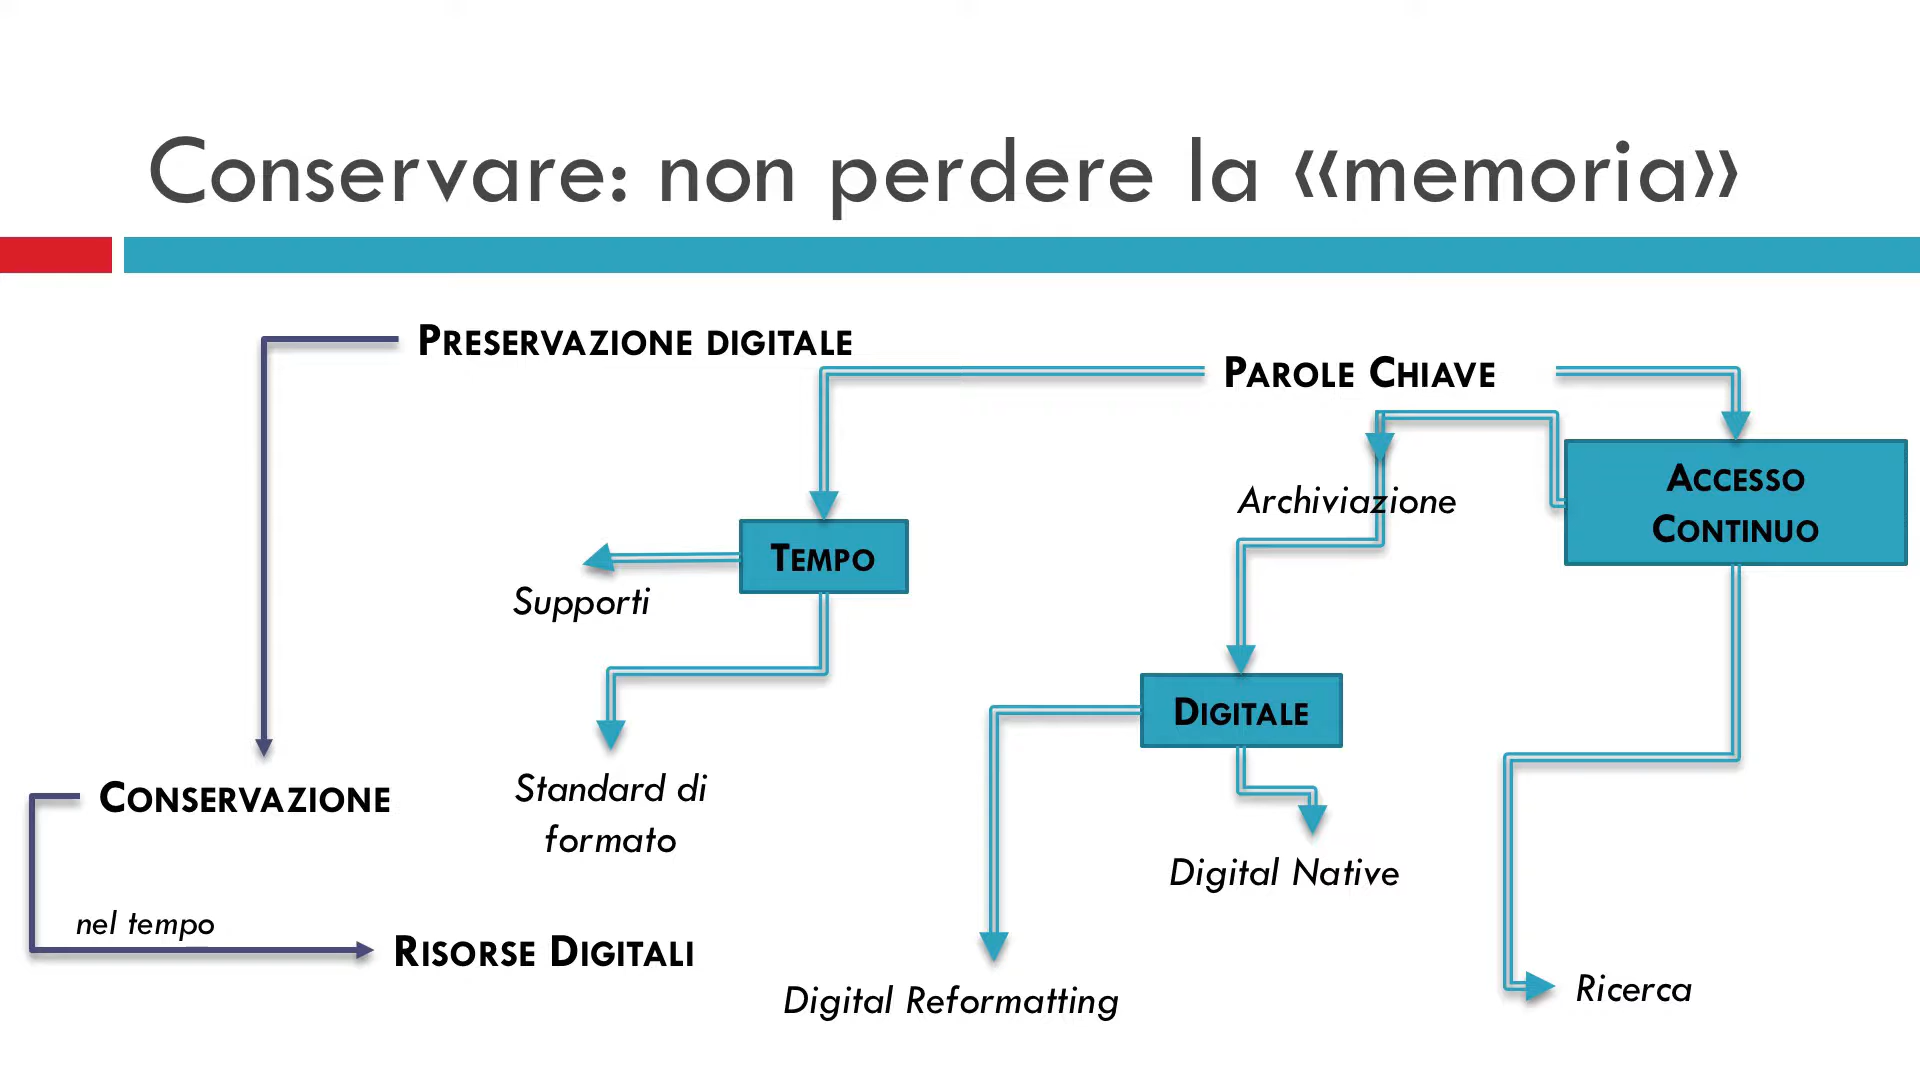 Conservare: non perdere la «memoria»
PRESERVAZIONE DIGITALE
PAROLE CHIAVE
ACCESSO
CONTINUO
Archiviazione
TEMPO
Supporti
DIGITALE
CONSERVAZIONE
Standard di
formato
Digital Native
nel tempo
RISORSE DIGITALI
Digital Reformatting
Ricerca